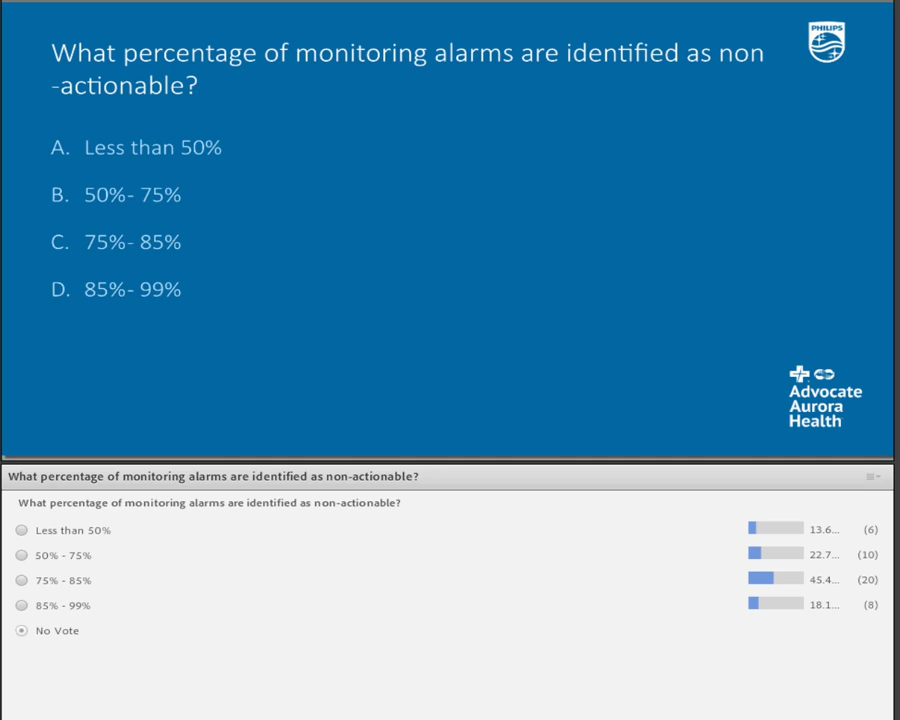 PHILIPS
What percentage of monitoring alarms are identified as non
-actionable?
A. Less than 50%
B. 50%- 75%
C. 75%- 85%
D. 85%- 99%
Advocate
Aurora
Health
What percentage of monitoring alarms are identified as non-actionable?
What percentage of monitoring alarms are identified as non-actionable?
Less than 50% 13.6... (6)
50% - 75% 22.7... (10)
75% - 85% 45.4... (20)
85% - 99% 18.1... (8)
No Vote